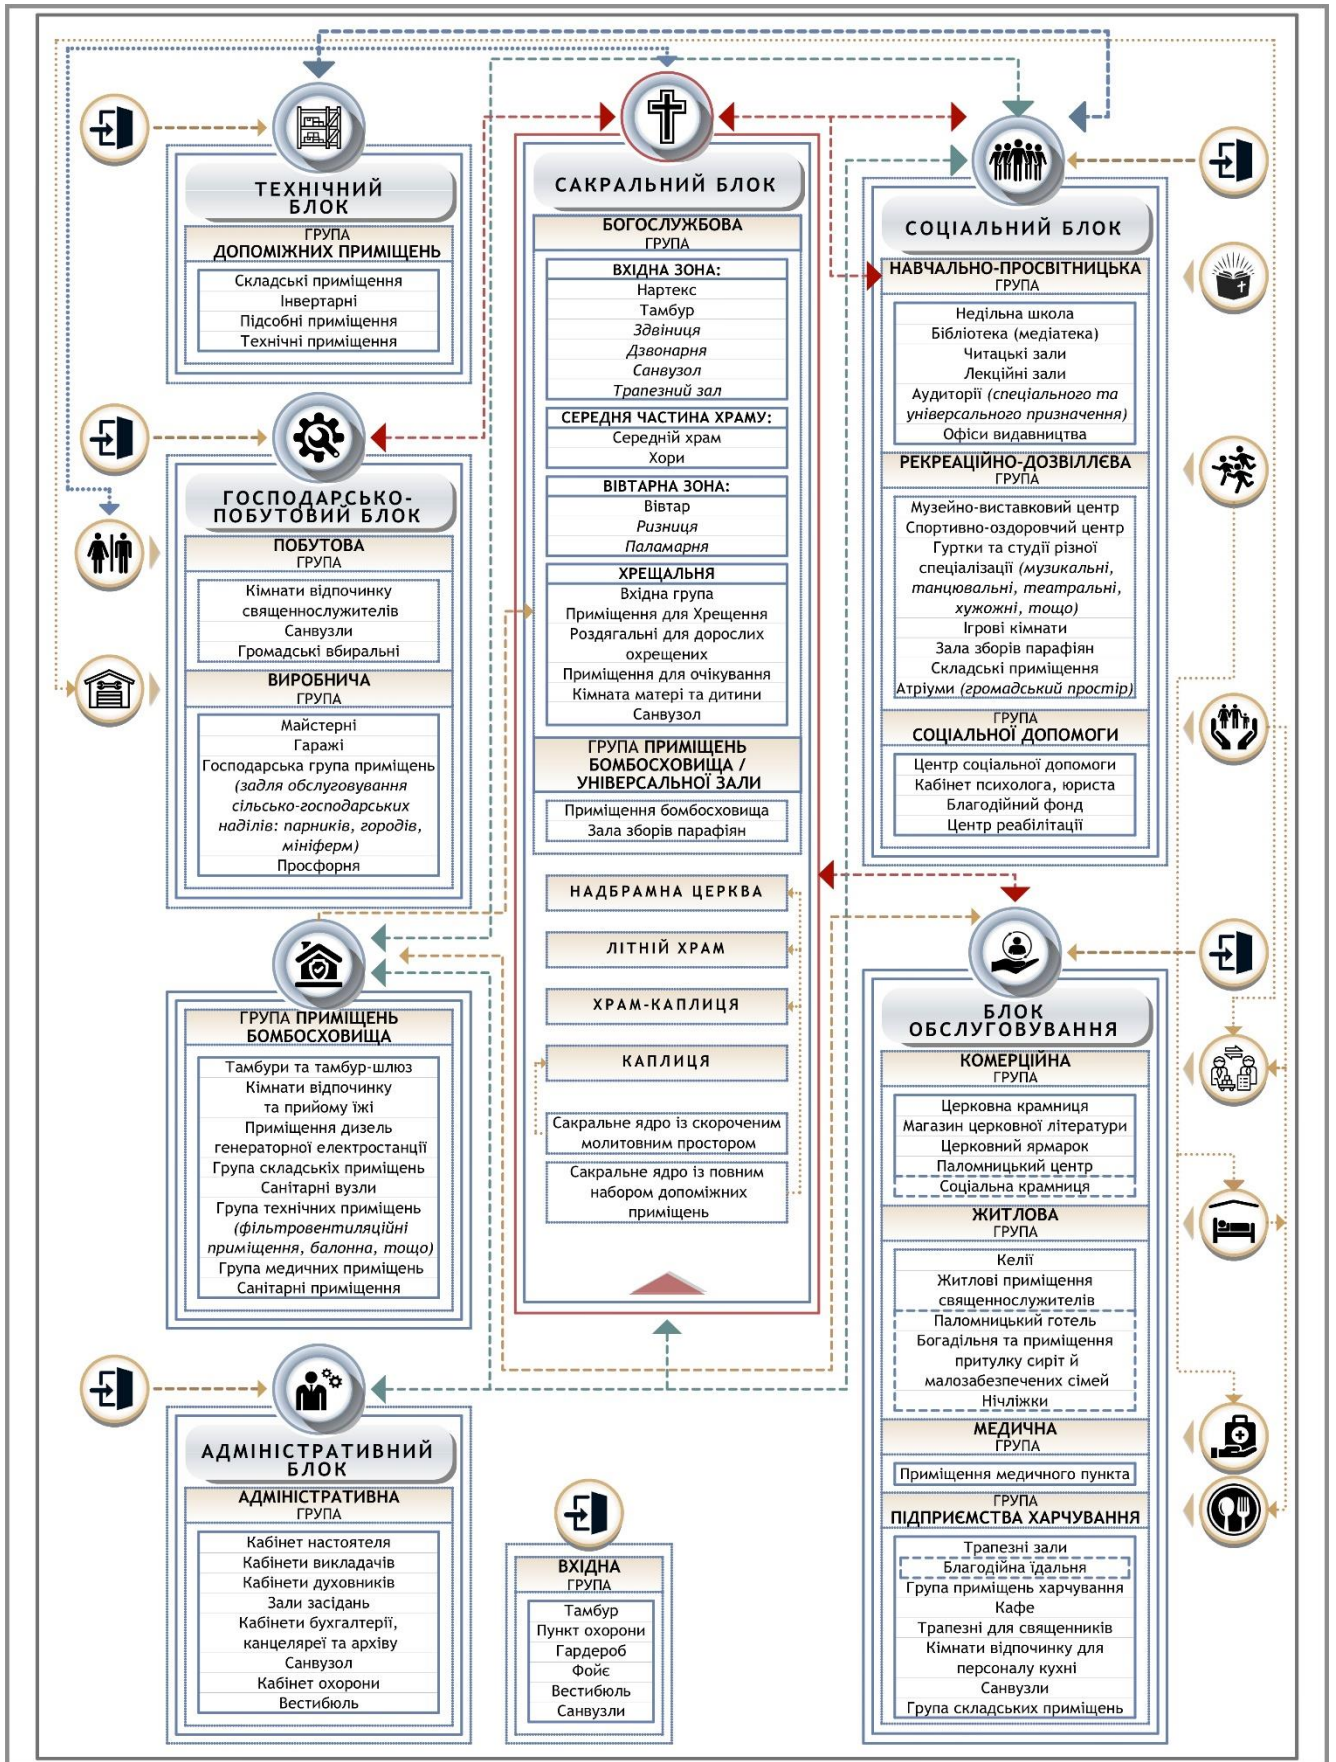 ТЕХНІЧНИЙ
БЛОК
ГРУПА
ДОПОМІЖНИХ ПРИМІЩЕНЬ
Складські приміщення
Інвертарні
Підсобні приміщення
Технічні приміщення
ГОСПОДАРСЬКО-
ПОБУТОВИЙ БЛОК
ПОБУТОВА
ГРУПА
Кімнати відпочинку
священнослужителів
Санвузли
Громадські вбиральні
ВИРОБНИЧА
ГРУПА
Майстерні
Гаражі
Господарська група приміщень
(задля обслуговування
сільсько-господарських
наділів: парників, городів,
мініферм)
Просфорня
ГРУПА ПРИМІЩЕНЬ
БОМБОСХОВИЩА
Тамбури та тамбур-шлюз
Кімнати відпочинку
та прийому їжі
Приміщення дизель
генераторної електростанції
Група складських приміщень
Санітарні вузли
Група технічних приміщень
(фільтровентиляційні
приміщення, балонна, тощо)
Група медичних приміщень
Санітарні приміщення
АДМІНІСТРАТИВНИЙ
БЛОК
АДМІНІСТРАТИВНА
ГРУПА
Кабінет настоятеля
Кабінети викладачів
Кабінети духовників
Зали засідань
Кабінети бухгалтерії,
канцеляреї та архіву
Санвузол
Кабінет охорони
Вестибюль
САКРАЛЬНИЙ БЛОК
БОГОСЛУЖБОВА
ГРУПА
ВХІДНА ЗОНА:
Нартекс
Тамбур
Здвіниця
Дзвонарня
Санвузол
Трапезний зал
СЕРЕДНЯ ЧАСТИНА ХРАМУ:
Середній храм
Хори
ВІВТАРНА ЗОНА:
Вівтар
Ризниця
Паламарня
ХРЕЩАЛЬНЯ
Вхідна група
Приміщення для Хрещення
Роздягальні для дорослих
охрещених
Приміщення для очікування
Кімната матері та дитини
Санвузол
ГРУПА ПРИМІЩЕНЬ
БОМБОСХОВИЩА /
УНІВЕРСАЛЬНОЇ ЗАЛИ
Приміщення бомбосховища
Зала зборів парафіян
НАДБРАМНА ЦЕРКВА
ЛІТНІЙ ХРАМ
ХРАМ-КАПЛИЦЯ
КАПЛИЦЯ
Сакральне ядро із скороченим
молитовним простором
Сакральне ядро із повним
набором допоміжних
приміщень
ВХІДНА
ГРУПА
Тамбур
Пункт охорони
Гардероб
Фойє
Вестибюль
Санвузли
СОЦІАЛЬНИЙ БЛОК
НАВЧАЛЬНО-ПРОСВІТНИЦЬКА
ГРУПА
Недільна школа
Бібліотека (медіатека)
Читацькі зали
Лекційні зали
Аудиторії (спеціального та
універсального призначення)
Офіси видавництва
РЕКРЕАЦІЙНО-ДОЗВІЛЛЄВА
ГРУПА
Музейно-виставковий центр
Спортивно-оздоровчий центр
Гуртки та студії різної
спеціалізації (музикальні,
танцювальні, театральні,
хужожні, тощо)
Ігрові кімнати
Зала зборів парафіян
Складські приміщення
Атріуми (громадський простір)
ГРУПА
СОЦІАЛЬНОЇ ДОПОМОГИ
Центр соціальної допомоги
Кабінет психолога, юриста
Благодійний фонд
Центр реабілітації
БЛОК
ОБСЛУГОВУВАННЯ
КОМЕРЦІЙНА
ГРУПА
Церковна крамниця
Магазин церковної літератури
Церковний ярмарок
Паломницький центр
Соціальна крамниця
ЖИТЛОВА
ГРУПА
Келії
Житлові приміщення
священнослужителів
Паломницький готель
Богадільня та приміщення
притулку сиріт й
малозабезпечених сімей
Нічліжки
МЕДИЧНА
ГРУПА
Приміщення медичного пункта
ГРУПА
ПІДПРИЄМСТВА ХАРЧУВАННЯ
Трапезні зали
Благодійна їдальня
Група приміщень харчування
Кафе
Трапезні для священників
Кімнати відпочинку для
персоналу кухні
Санвузли
Група складських приміщень